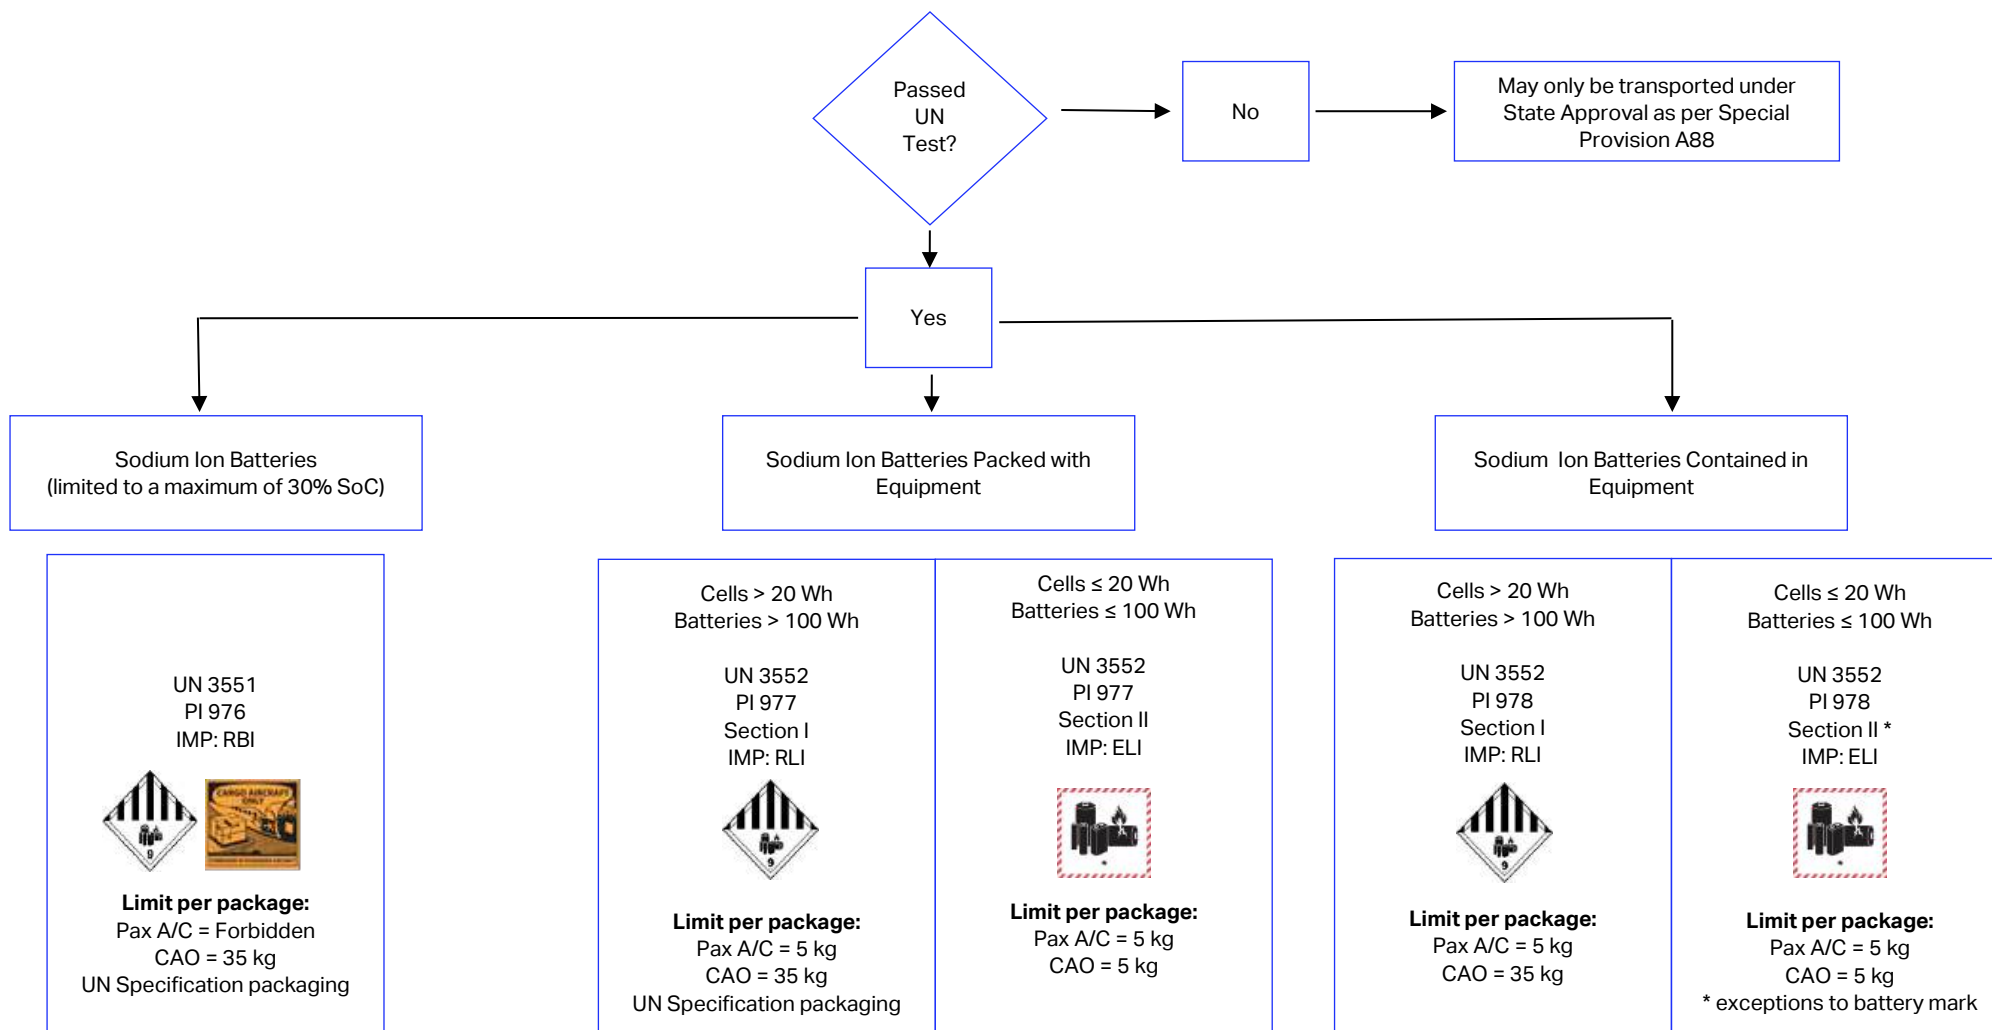 Passed
UN
Test?
No
May only be transported under
State Approval as per Special
Provision A88
Yes
Sodium Ion Batteries
(limited to a maximum of 30% SoC)
Sodium Ion Batteries Packed with
Equipment
Sodium Ion Batteries Contained in
Equipment
UN 3551
PI 976
IMP: RBI
9
CARGO AIRCRAFT
ONLY
Limit per package:
Pax A/C = Forbidden
CAO = 35 kg
UN Specification packaging
Cells > 20 Wh
Batteries > 100 Wh
UN 3552
PI 977
Section I
IMP: RLI
9
Limit per package:
Pax A/C = 5 kg
CAO = 35 kg
UN Specification packaging
Cells ≤ 20 Wh
Batteries ≤ 100 Wh
UN 3552
PI 977
Section II
IMP: ELI
*
Limit per package:
Pax A/C = 5 kg
CAO = 5 kg
Cells > 20 Wh
Batteries > 100 Wh
UN 3552
PI 978
Section I
IMP: RLI
9
Limit per package:
Pax A/C = 5 kg
CAO = 35 kg
Cells ≤ 20 Wh
Batteries ≤ 100 Wh
UN 3552
PI 978
Section II *
IMP: ELI
*
Limit per package:
Pax A/C = 5 kg
CAO = 5 kg
* exceptions to battery mark